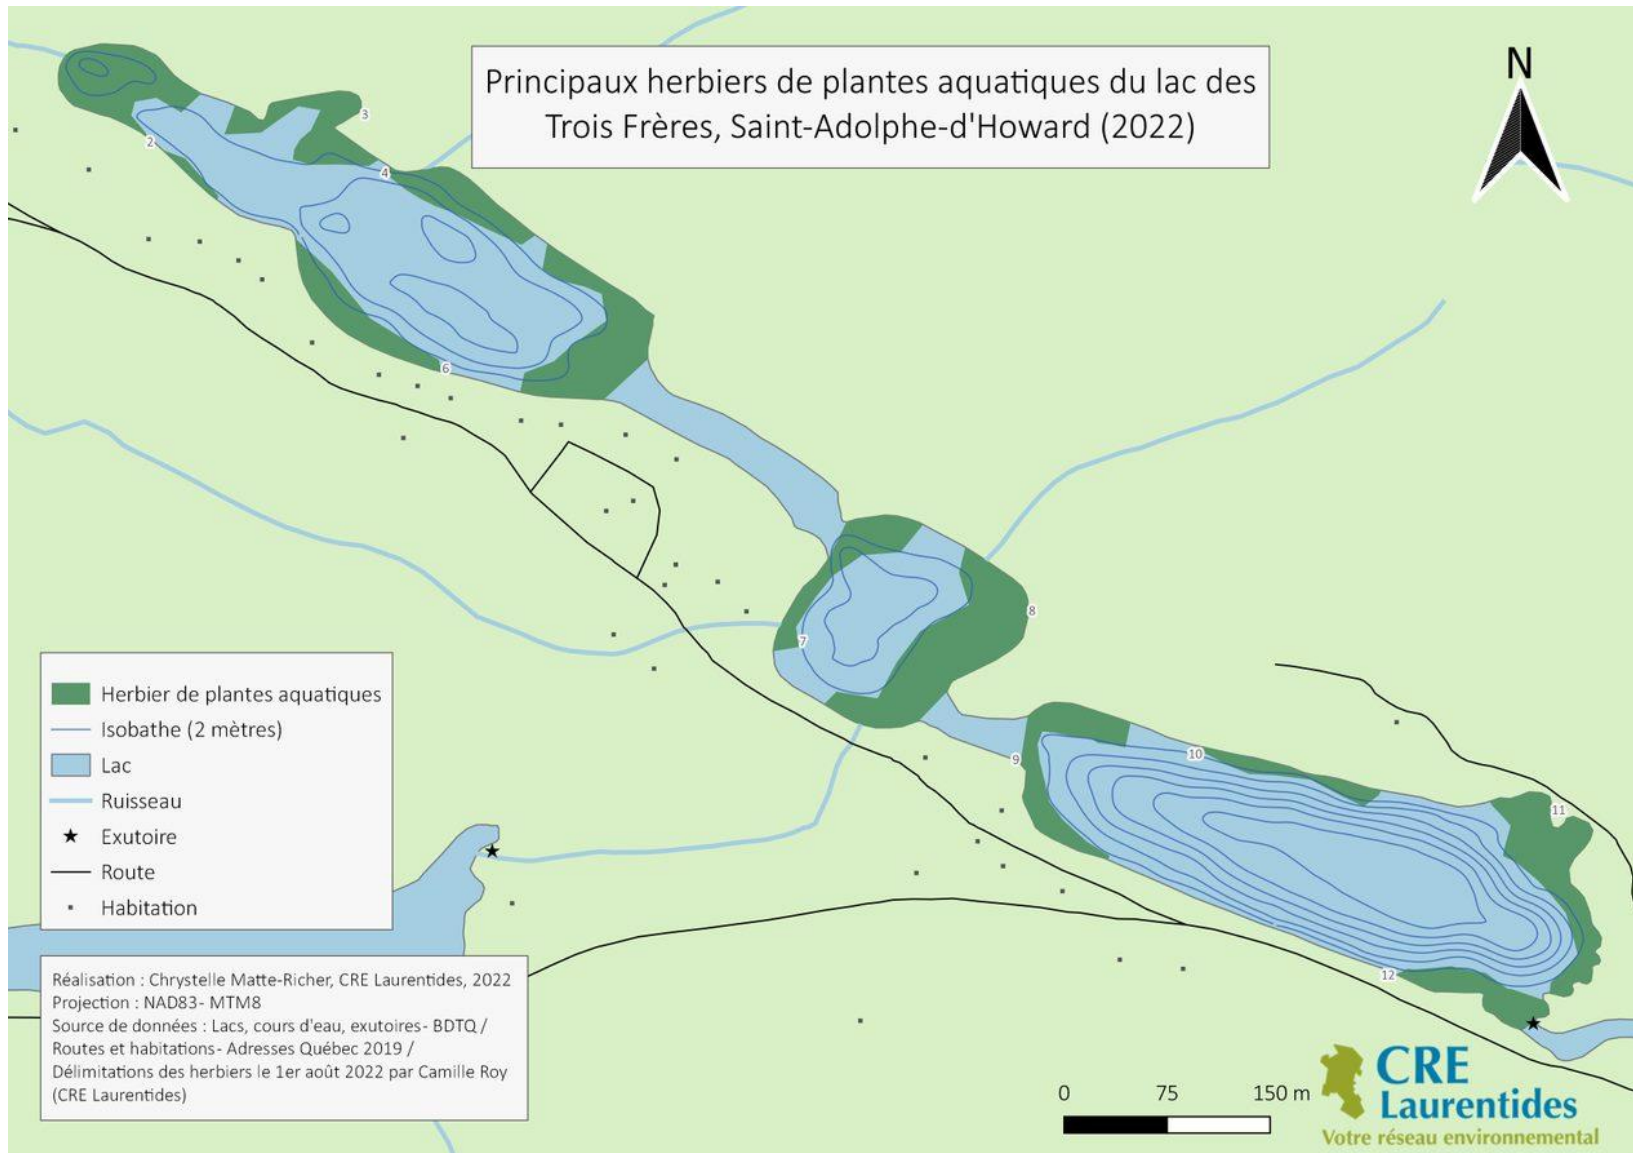 Principaux herbiers de plantes aquatiques du lac des
Trois Frères, Saint-Adolphe-d'Howard (2022)
N
3
2
4
6
8
7
9
10
11
12
Herbier de plantes aquatiques
Isobathe (2 mètres)
Lac
Ruisseau
Exutoire
Route
Habitation
Réalisation : Chrystelle Matte-Richer, CRE Laurentides, 2022
Projection : NAD83- MTM8
Source de données : Lacs, cours d'eau, exutoires- BDTQ /
Routes et habitations- Adresses Québec 2019 /
Délimitations des herbiers le 1er août 2022 par Camille Roy
(CRE Laurentides)
0 75 150 m
CRE
Laurentides
Votre réseau environnemental